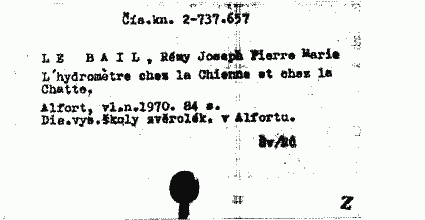 Čís.kn. 2-737.657
LE BAIL, Rémy Joseph Pierre Marie
L'hydromètre chez la Chienne et chez la
Chatte,
Alfort, vl.n.1970. 84 s.
Dis.vys.školy zvěrolék. v Alfortu.
Z